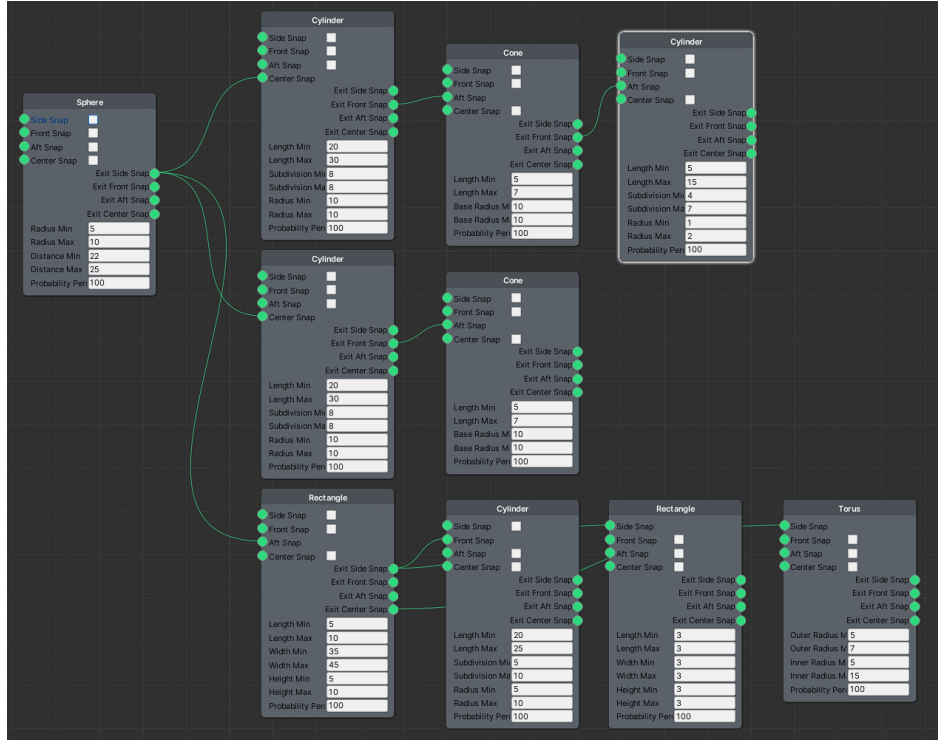 Sphere
Side Snap
Front Snap
Aft Snap
Center Snap
Exit Side Snap
Exit Front Snap
Exit Aft Snap
Exit Center Snap
Radius Min 5
Radius Max 10
Distance Min 22
Distance Max 25
Probability Per 100
Cylinder
Side Snap
Front Snap
Aft Snap
Center Snap
Exit Side Snap
Exit Front Snap
Exit Aft Snap
Exit Center Snap
Length Min 20
Length Max 30
Subdivision Mi 8
Subdivision Ma 8
Radius Min 10
Radius Max 10
Probability Per 100
Cone
Side Snap
Front Snap
Aft Snap
Center Snap
Exit Side Snap
Exit Front Snap
Exit Aft Snap
Exit Center Snap
Length Min 5
Length Max 7
Base Radius M 10
Base Radius M 10
Probability Per 100
Cylinder
Side Snap
Front Snap
Aft Snap
Center Snap
Exit Side Snap
Exit Front Snap
Exit Aft Snap
Exit Center Snap
Length Min 5
Length Max 15
Subdivision Mi 4
Subdivision Ma 7
Radius Min 1
Radius Max 2
Probability Per 100
Cylinder
Side Snap
Front Snap
Aft Snap
Center Snap
Exit Side Snap
Exit Front Snap
Exit Aft Snap
Exit Center Snap
Length Min 20
Length Max 30
Subdivision Mi 8
Subdivision Ma 8
Radius Min 10
Radius Max 10
Probability Per 100
Cone
Side Snap
Front Snap
Aft Snap
Center Snap
Exit Side Snap
Exit Front Snap
Exit Aft Snap
Exit Center Snap
Length Min 5
Length Max 7
Base Radius M 10
Base Radius M 10
Probability Per 100
Rectangle
Side Snap
Front Snap
Aft Snap
Center Snap
Exit Side Snap
Exit Front Snap
Exit Aft Snap
Exit Center Snap
Length Min 5
Length Max 10
Width Min 35
Width Max 45
Height Min 5
Height Max 10
Probability Per 100
Cylinder
Side Snap
Front Snap
Aft Snap
Center Snap
Exit Side Snap
Exit Front Snap
Exit Aft Snap
Exit Center Snap
Length Min 20
Length Max 25
Subdivision Mi 5
Subdivision Ma 10
Radius Min 5
Radius Max 10
Probability Per 100
Rectangle
Side Snap
Front Snap
Aft Snap
Center Snap
Exit Side Snap
Exit Front Snap
Exit Aft Snap
Exit Center Snap
Length Min 3
Length Max 3
Width Min 3
Width Max 3
Height Min 3
Height Max 3
Probability Per 100
Torus
Side Snap
Front Snap
Aft Snap
Center Snap
Exit Side Snap
Exit Front Snap
Exit Aft Snap
Exit Center Snap
Outer Radius M 5
Outer Radius M 7
Inner Radius M 5
Inner Radius M 15
Probability Per 100